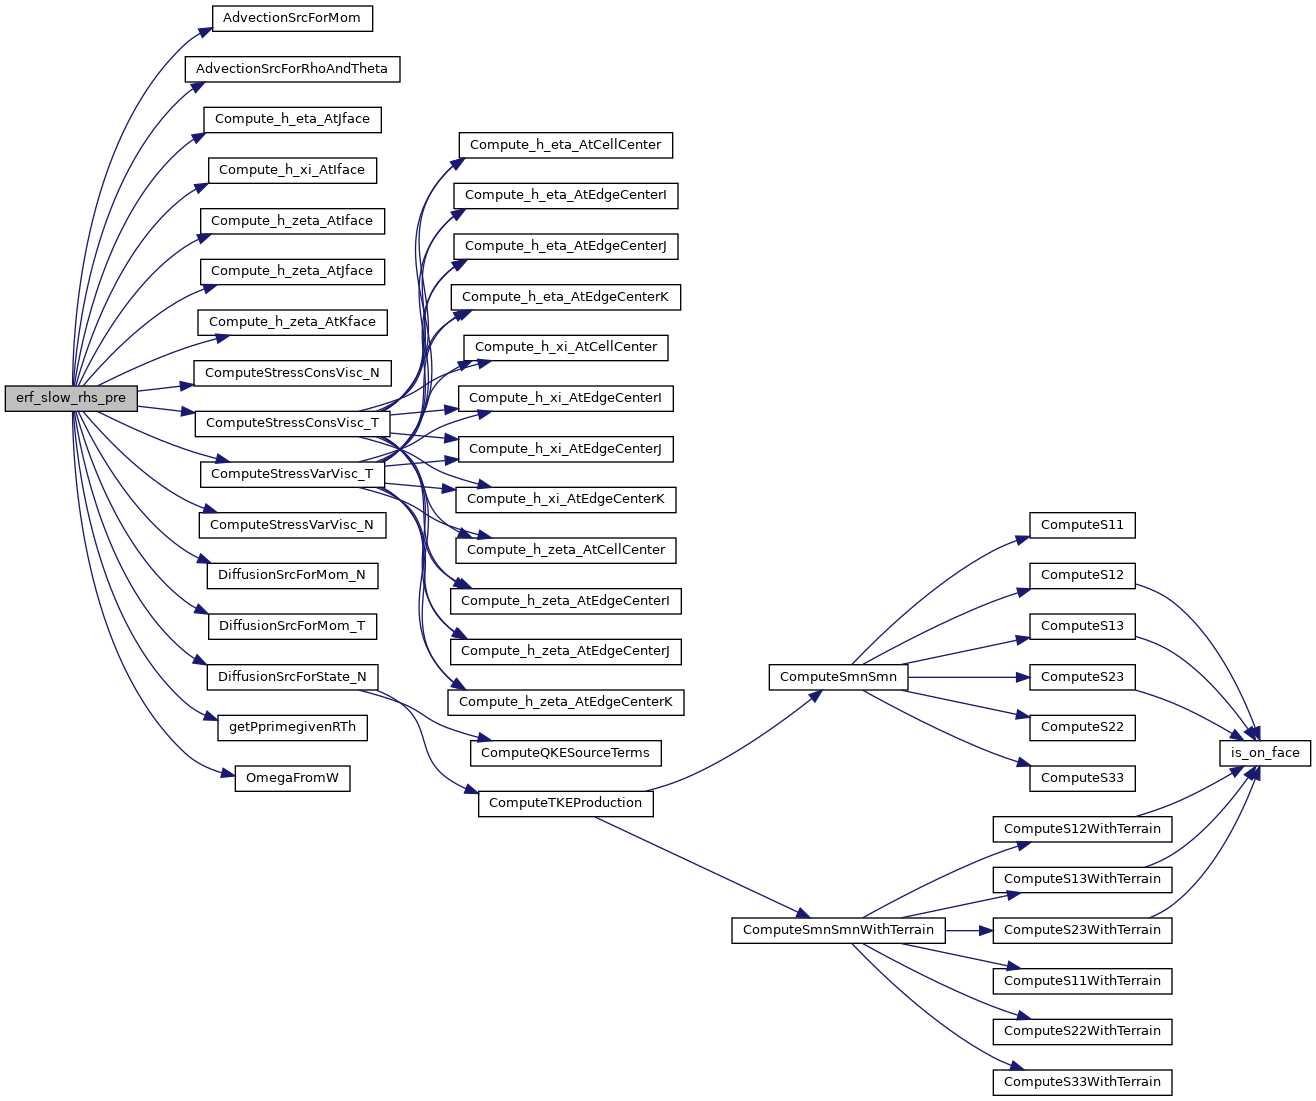 erf_slow_rhs_pre
AdvectionSrcForMom
AdvectionSrcForRhoAndTheta
Compute_h_eta_AtJface
Compute_h_xi_AtIface
Compute_h_zeta_AtIface
Compute_h_zeta_AtJface
Compute_h_zeta_AtKface
ComputeStressConsVisc_N
ComputeStressConsVisc_T
ComputeStressVarVisc_T
ComputeStressVarVisc_N
DiffusionSrcForMom_N
DiffusionSrcForMom_T
DiffusionSrcForState_N
getPprimegivenRTh
OmegaFromW
Compute_h_eta_AtCellCenter
Compute_h_eta_AtEdgeCenterI
Compute_h_eta_AtEdgeCenterJ
Compute_h_eta_AtEdgeCenterK
Compute_h_xi_AtCellCenter
Compute_h_xi_AtEdgeCenterI
Compute_h_xi_AtEdgeCenterJ
Compute_h_xi_AtEdgeCenterK
Compute_h_zeta_AtCellCenter
Compute_h_zeta_AtEdgeCenterI
Compute_h_zeta_AtEdgeCenterJ
Compute_h_zeta_AtEdgeCenterK
ComputeQKESourceTerms
ComputeTKEProduction
ComputeSmnSmn
ComputeSmnSmnWithTerrain
ComputeS11
ComputeS12
ComputeS13
ComputeS23
ComputeS22
ComputeS33
ComputeS12WithTerrain
ComputeS13WithTerrain
ComputeS23WithTerrain
ComputeS11WithTerrain
ComputeS22WithTerrain
ComputeS33WithTerrain
is_on_face